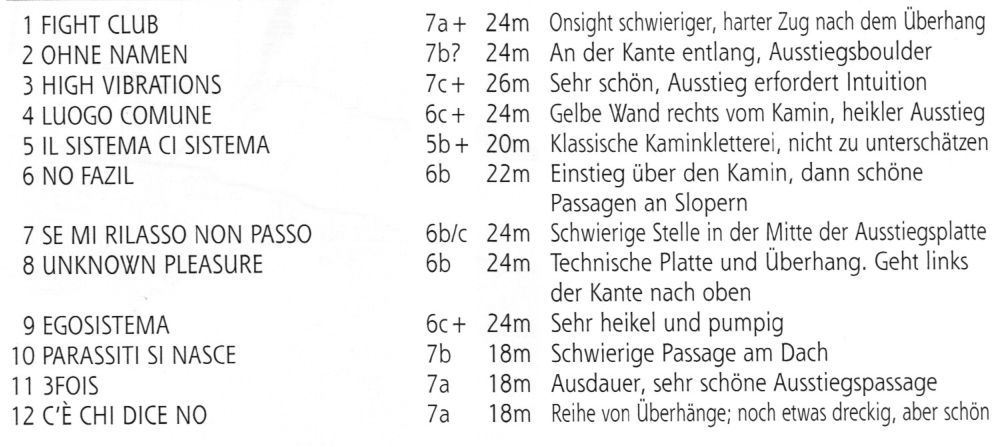 1 FIGHT CLUB 7a+ 24m Onsight schwieriger, harter Zug nach dem Überhang
2 OHNE NAMEN 7b? 24m An der Kante entlang, Ausstiegsboulder
3 HIGH VIBRATIONS 7c+ 26m Sehr schön, Ausstieg erfordert Intuition
4 LUOGO COMUNE 6c+ 24m Gelbe Wand rechts vom Kamin, heikler Ausstieg
5 IL SISTEMA CI SISTEMA 5b+ 20m Klassische Kaminkletterei, nicht zu unterschätzen
6 NO FAZIL 6b 22m Einstieg über den Kamin, dann schöne
Passagen an Slopern
7 SE MI RILASSO NON PASSO 6b/c 24m Schwierige Stelle in der Mitte der Ausstiegsplatte
8 UNKNOWN PLEASURE 6b 24m Technische Platte und Überhang. Geht links
der Kante nach oben
9 EGOSISTEMA 6c+ 24m Sehr heikel und pumpig
10 PARASSITI SI NASCE 7b 18m Schwierige Passage am Dach
11 3FOIS 7a 18m Ausdauer, sehr schöne Ausstiegspassage
12 C'È CHI DICE NO 7a 18m Reihe von Überhänge; noch etwas dreckig, aber schön